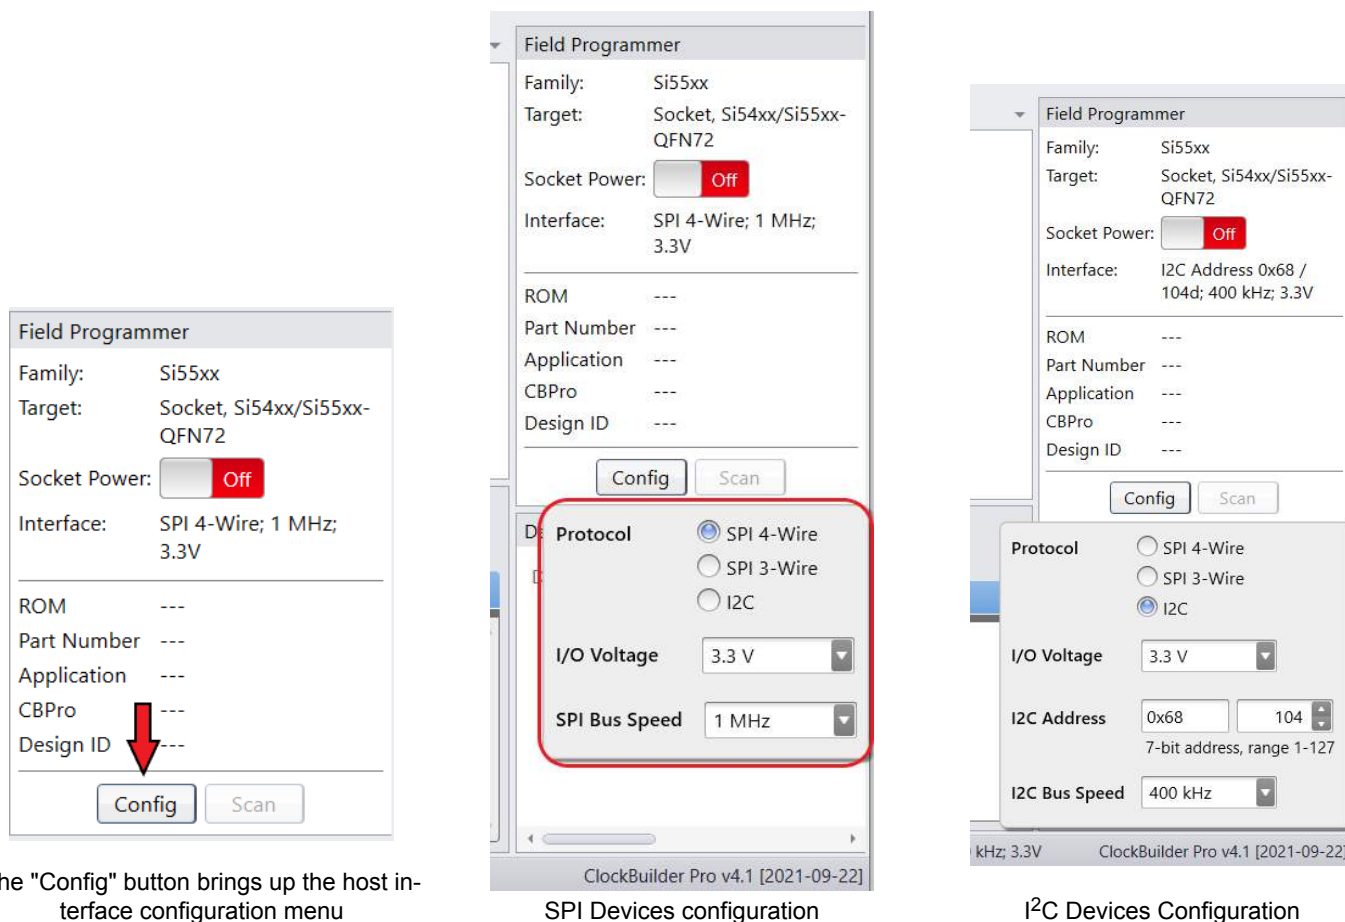 Field Programmer
Family: Si55xx
Target: Socket, Si54xx/Si55xx-
QFN72
Socket Power: Off
Interface: SPI 4-Wire; 1 MHz;
3.3V
ROM ---
Part Number ---
Application ---
CBPro ---
Design ID ---
Config Scan
he "Config" button brings up the host in-
terface configuration menu
Field Programmer
Family: Si55xx
Target: Socket, Si54xx/Si55xx-
QFN72
Socket Power: Off
Interface: SPI 4-Wire; 1 MHz;
3.3V
ROM ---
Part Number ---
Application ---
CBPro ---
Design ID ---
Config Scan
Protocol SPI 4-Wire
SPI 3-Wire
I2C
I/O Voltage 3.3 V
SPI Bus Speed 1 MHz
ClockBuilder Pro v4.1 [2021-09-22]
SPI Devices configuration
Field Programmer
Family: Si55xx
Target: Socket, Si54xx/Si55xx-
QFN72
Socket Power: Off
Interface: I2C Address 0x68 /
104d; 400 kHz; 3.3V
ROM ---
Part Number ---
Application ---
CBPro ---
Design ID ---
Config Scan
Protocol SPI 4-Wire
SPI 3-Wire
I2C
I/O Voltage 3.3 V
I2C Address 0x68 104
7-bit address, range 1-127
I2C Bus Speed 400 kHz
kHz; 3.3V ClockBuilder Pro v4.1 [2021-09-22]
I²C Devices Configuration